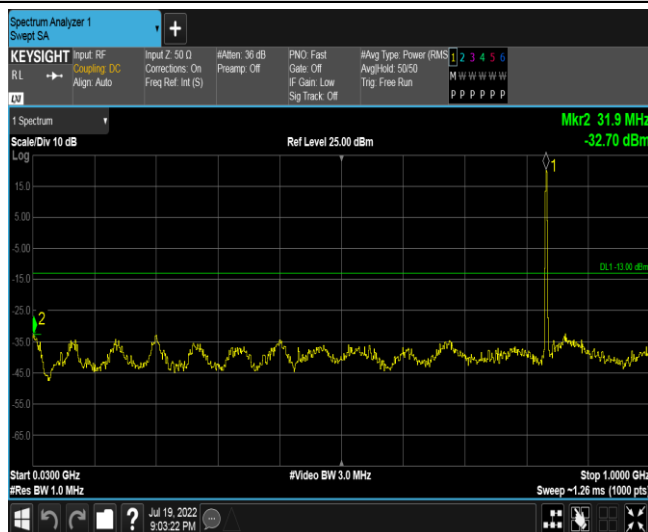 Spectrum Analyzer 1
Swept SA
+
KEYSIGHT Input: RF Input Z: 50 Ω #Atten: 36 dB PNO: Fast #Avg Type: Power (RMS 1 2 3 4 5 6
RL Coupling: DC Corrections: On Preamp: Off Gate: Off Avg|Hold: 50/50 M W W W W W
Align: Auto Freq Ref: Int (S) IF Gain: Low Trig: Free Run
Sig Track: Off P P P P P P
LXI
1 Spectrum Mkr2 31.9 MHz
Scale/Div 10 dB Ref Level 25.00 dBm -32.70 dBm
Log
1
15.0
5.00
-5.00
DL1 -13.00 dBm
-15.0
-25.0
2
-35.0
-45.0
-55.0
-65.0
Start 0.0300 GHz #Video BW 3.0 MHz Stop 1.0000 GHz
#Res BW 1.0 MHz Sweep ~1.26 ms (1000 pts)
? Jul 19, 2022
9:03:22 PM